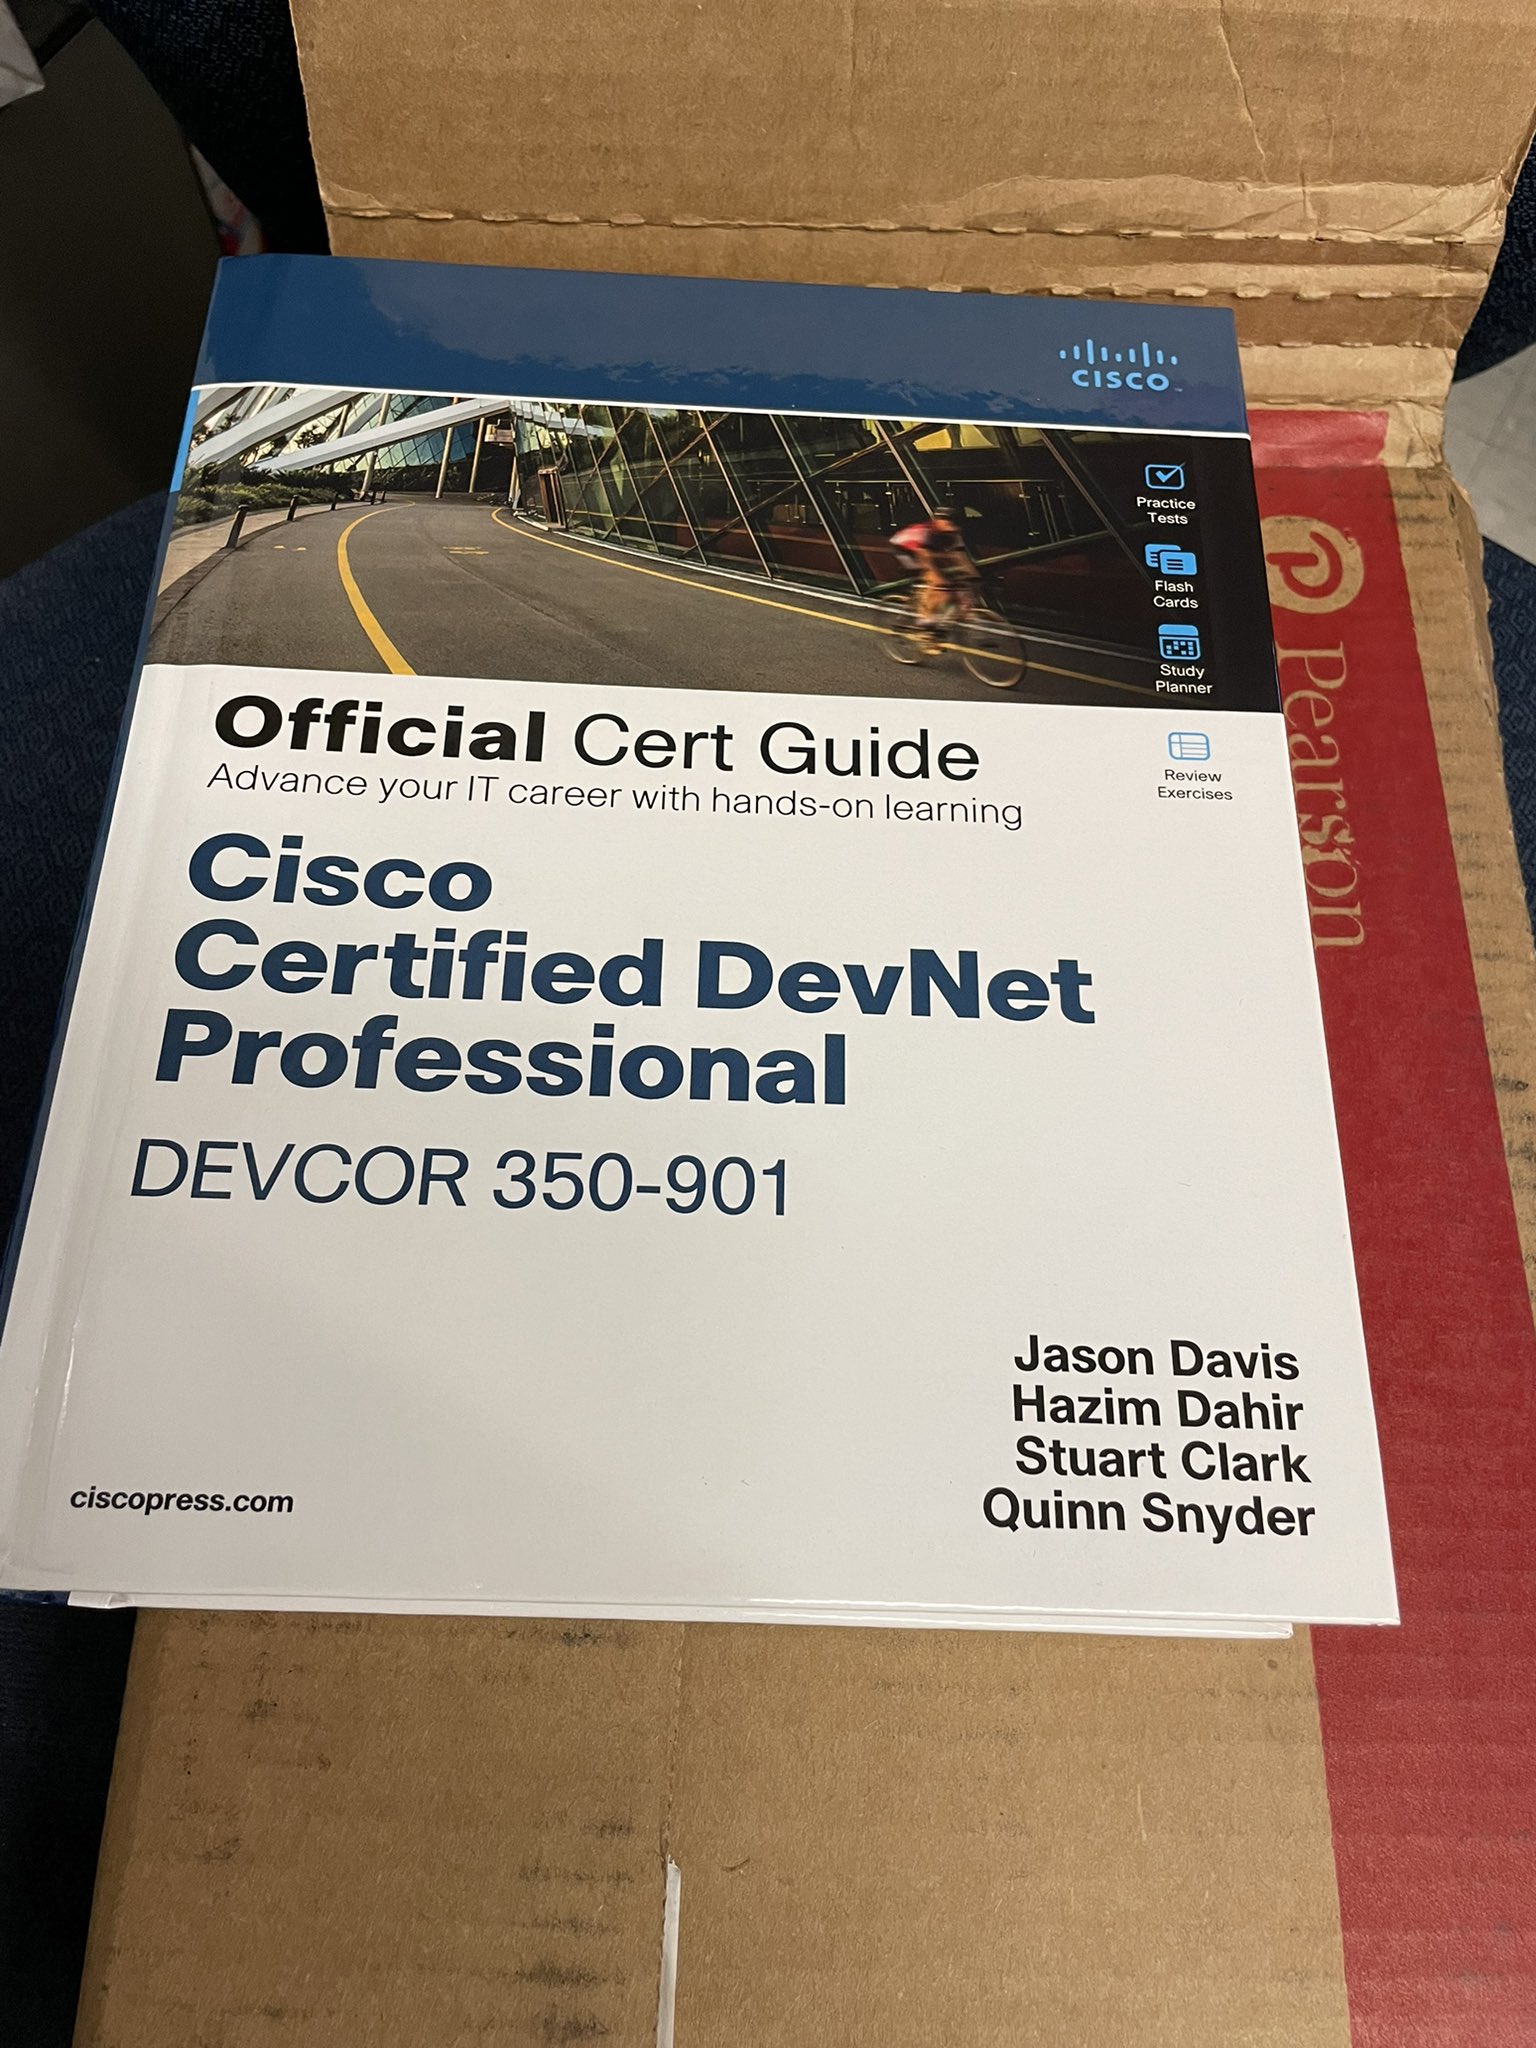 CISCO
Practice
Tests
Flash
Cards
Study
Planner
Review
Exercises
Official Cert Guide
Advance your IT career with hands-on learning
Cisco
Certified DevNet
Professional
DEVCOR 350-901
Jason Davis
Hazim Dahir
Stuart Clark
Quinn Snyder
ciscopress.com
P Pearson